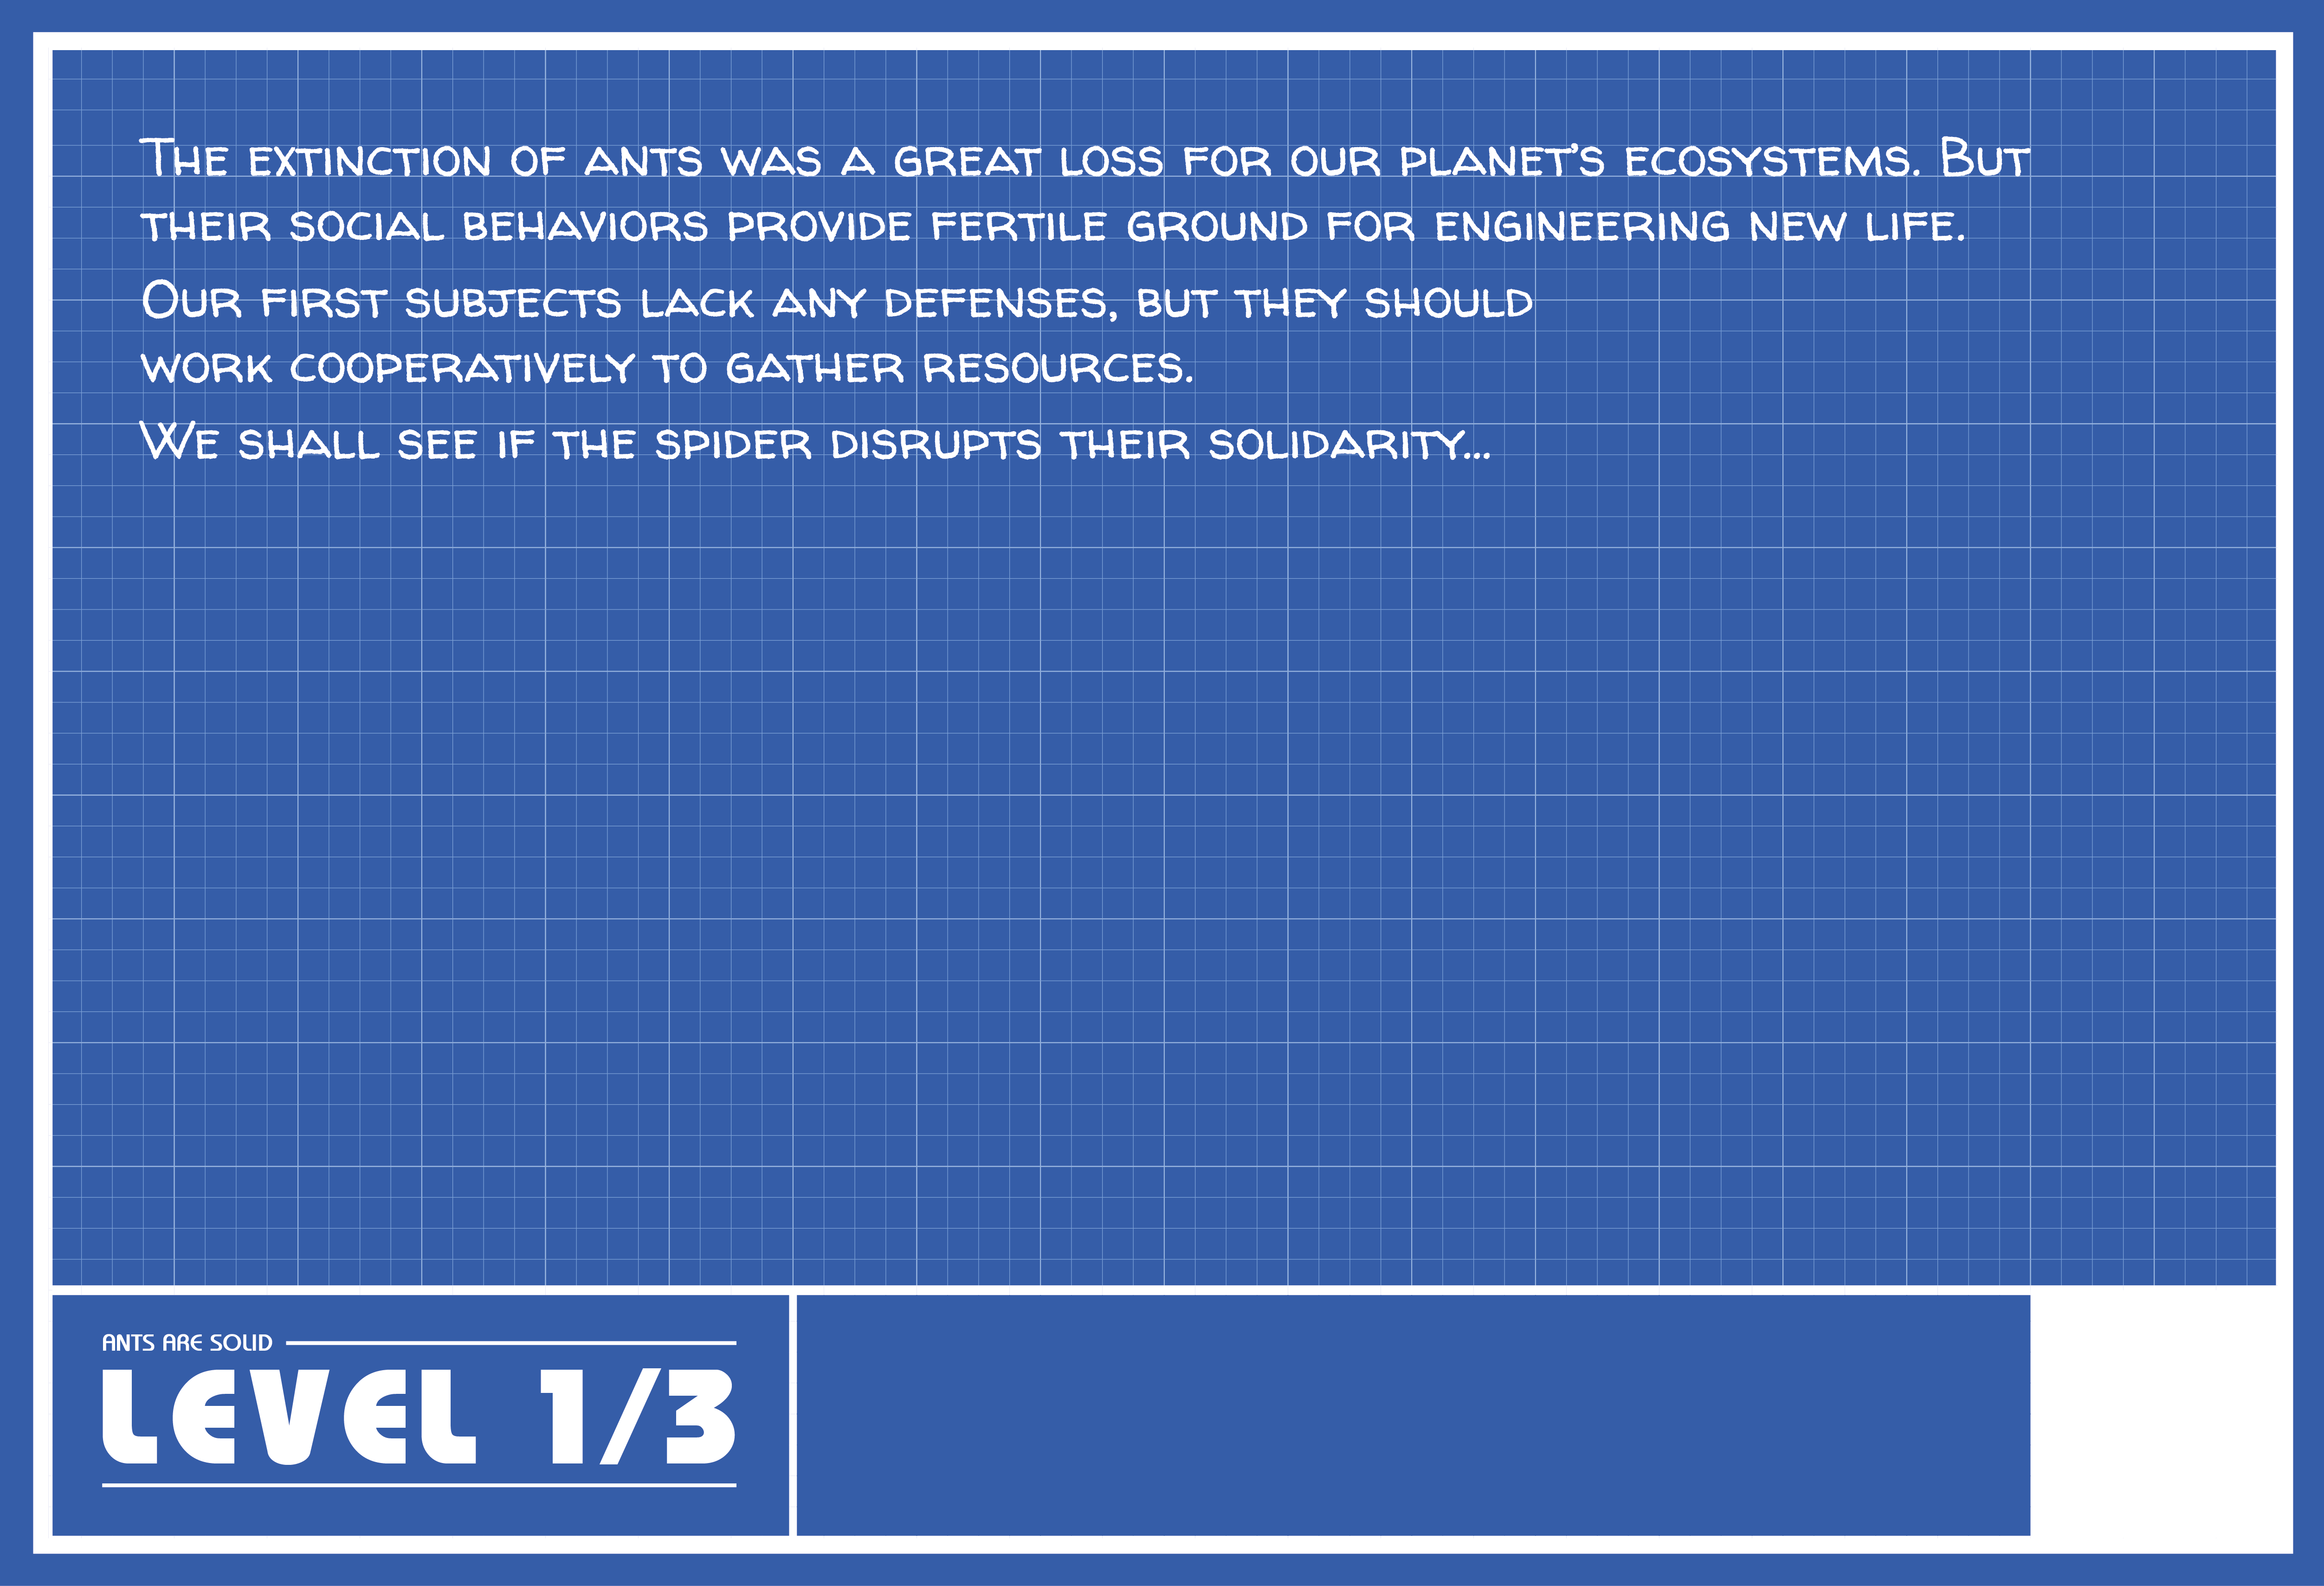 The extinction of ants was a great loss for our planet's ecosystems. But
their social behaviors provide fertile ground for engineering new life.
Our first subjects lack any defenses, but they should
work cooperatively to gather resources.
We shall see if the spider disrupts their solidarity...
ANTS ARE SOLID
LEVEL 1/3